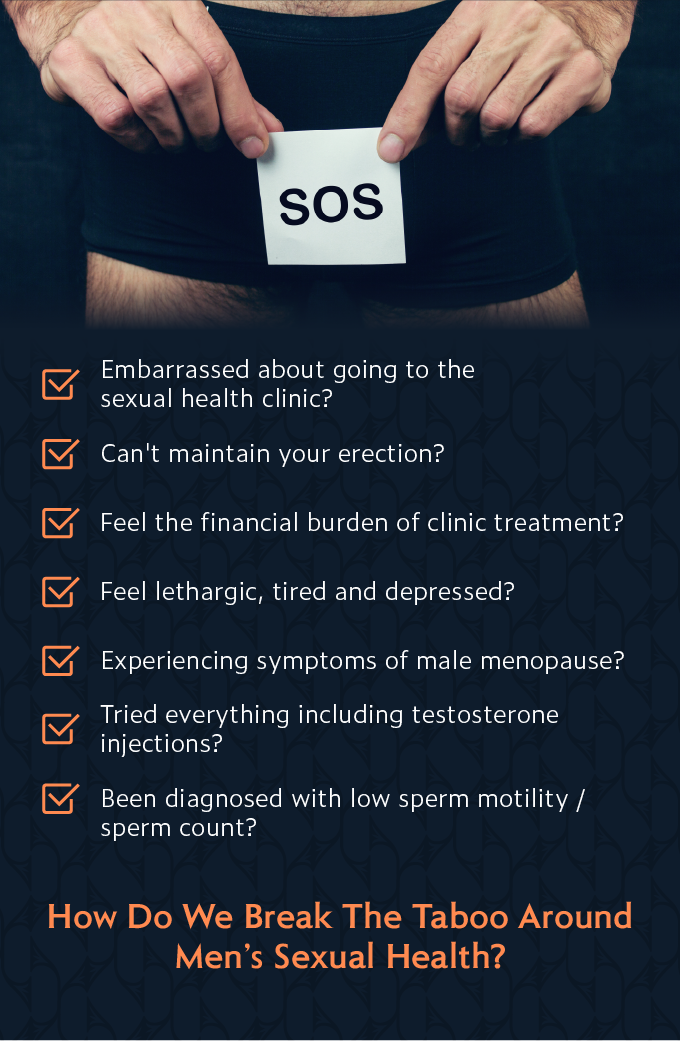 SOS
Embarrassed about going to the
sexual health clinic?
Can't maintain your erection?
Feel the financial burden of clinic treatment?
Feel lethargic, tired and depressed?
Experiencing symptoms of male menopause?
Tried everything including testosterone
injections?
Been diagnosed with low sperm motility /
sperm count?
How Do We Break The Taboo Around
Men’s Sexual Health?